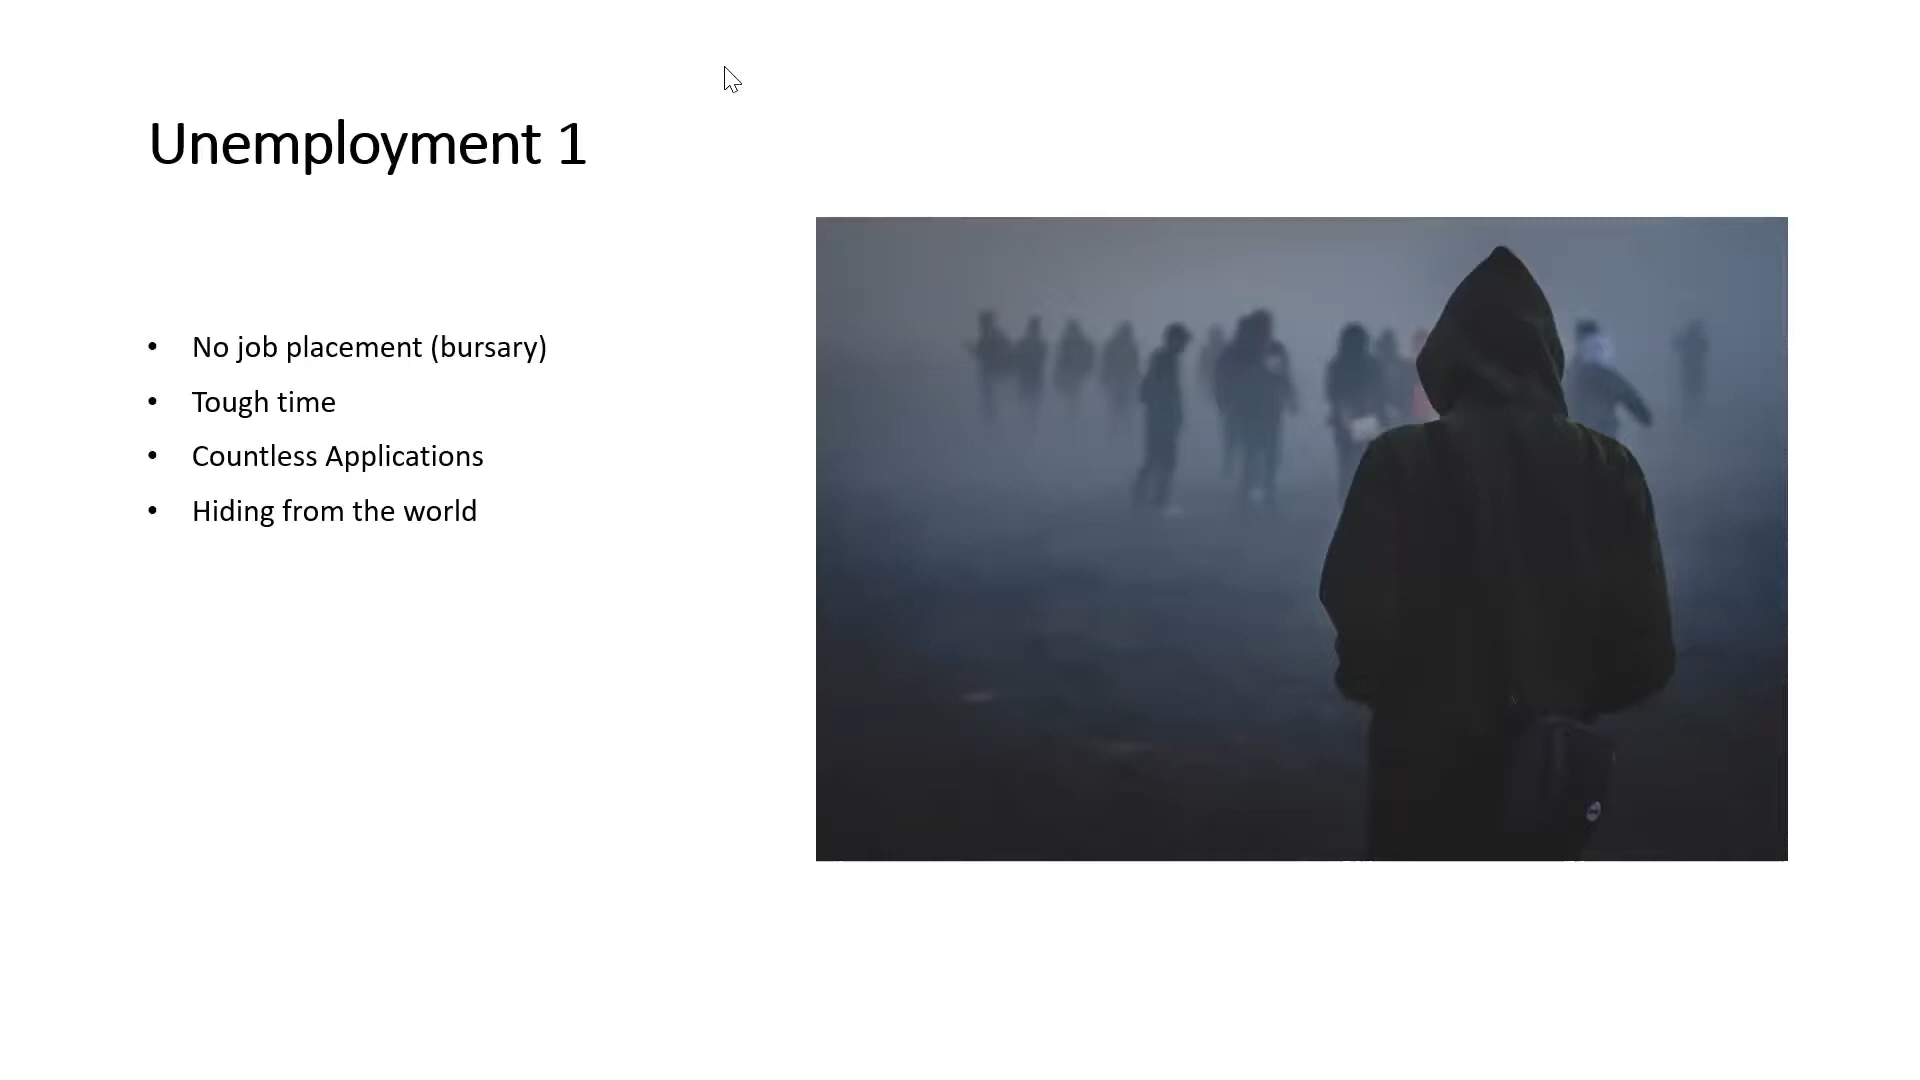 Unemployment 1
• No job placement (bursary)
• Tough time
• Countless Applications
• Hiding from the world